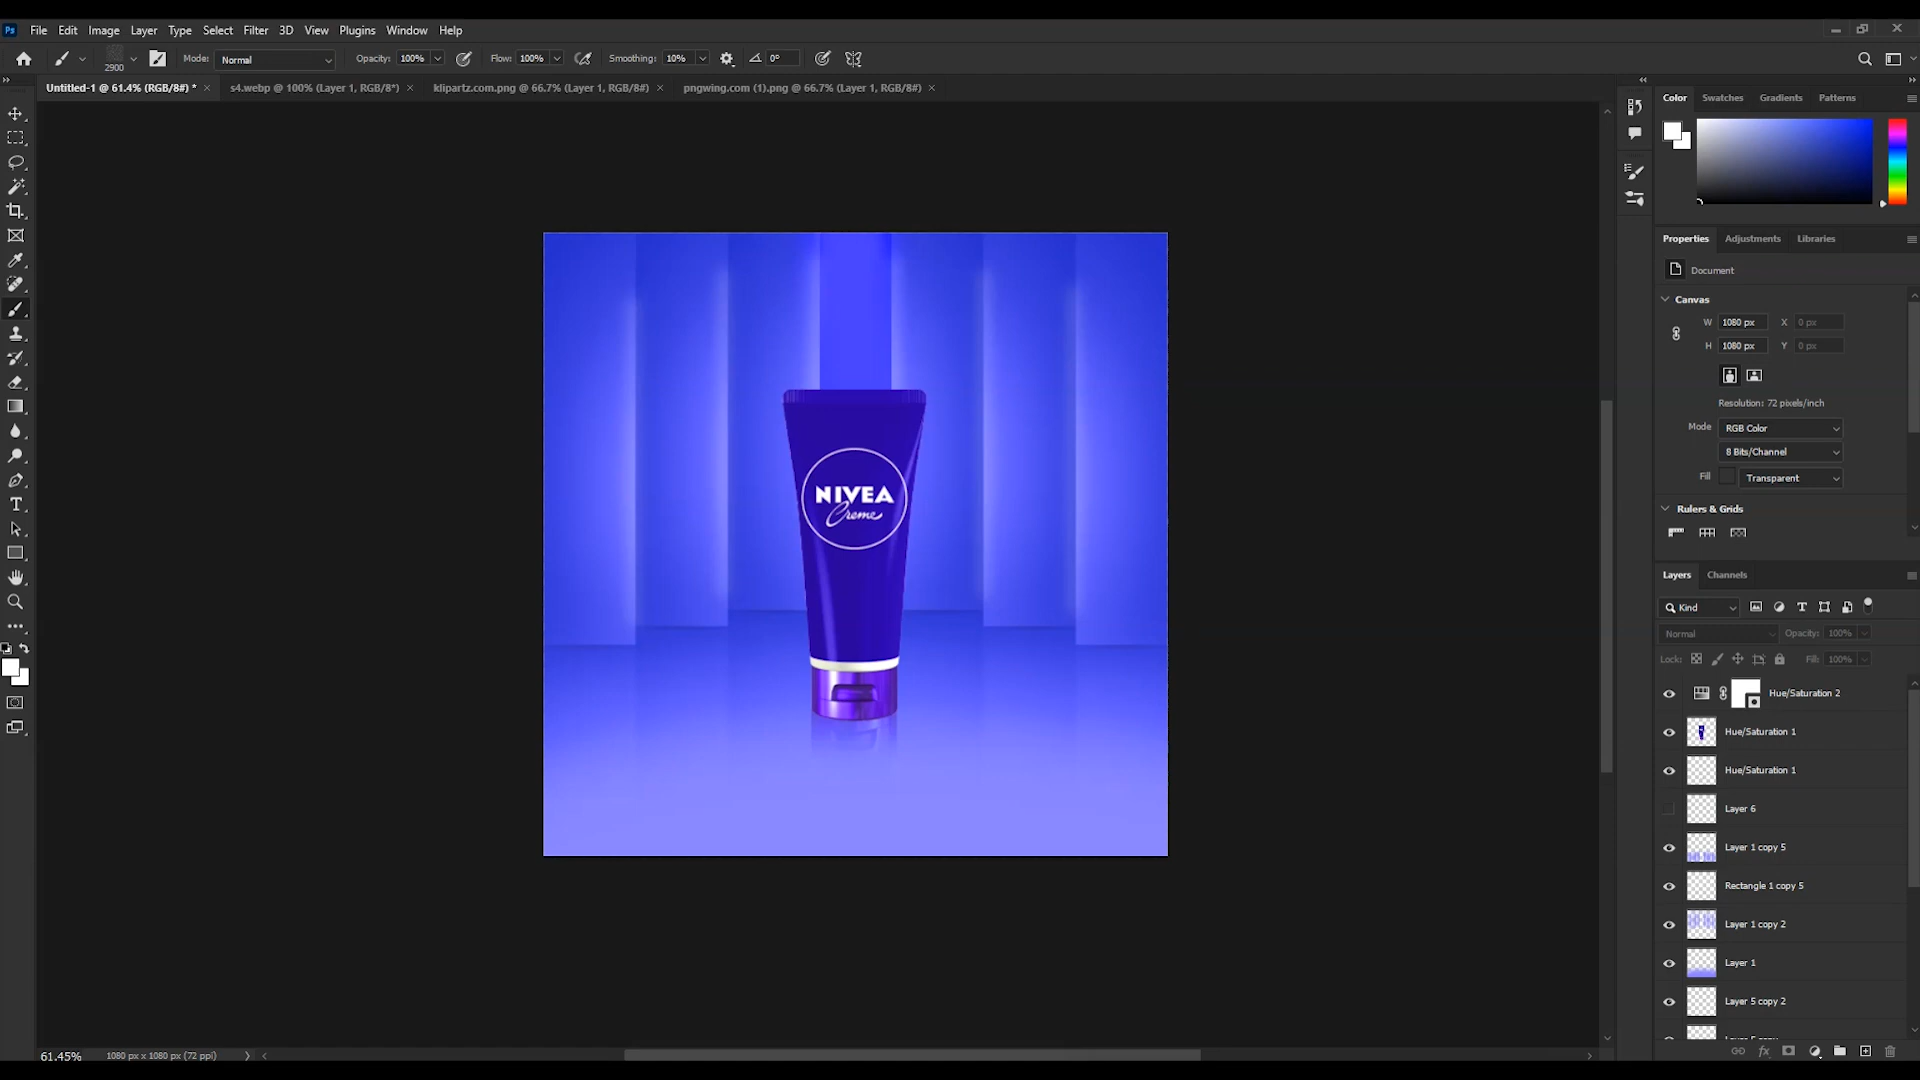 Ps File Edit Image Layer Type Select Filter 3D View Plugins Window Help
2900 Mode: Normal Opacity: 100% Flow: 100% Smoothing: 10% 0°
Untitled-1 @ 61.4% (RGB/8#) * × s4.webp @ 100% (Layer 1, RGB/8*) × klipartz.com.png @ 66.7% (Layer 1, RGB/8#) × pngwing.com (1).png @ 66.7% (Layer 1, RGB/8#) ×
Color Swatches Gradients Patterns
Properties Adjustments Libraries
Document
Canvas
W 1080 px X 0 px
H 1080 px Y 0 px
Resolution: 72 pixels/inch
Mode RGB Color
8 Bits/Channel
Fill Transparent
Rulers & Grids
NIVEA
Creme
Layers Channels
Kind
Normal Opacity: 100%
Lock: Fill: 100%
Hue/Saturation 2
Hue/Saturation 1
Hue/Saturation 1
Layer 6
Layer 1 copy 5
Rectangle 1 copy 5
Layer 1 copy 2
Layer 1
Layer 5 copy 2
61.45% 1080 px x 1080 px (72 ppi)